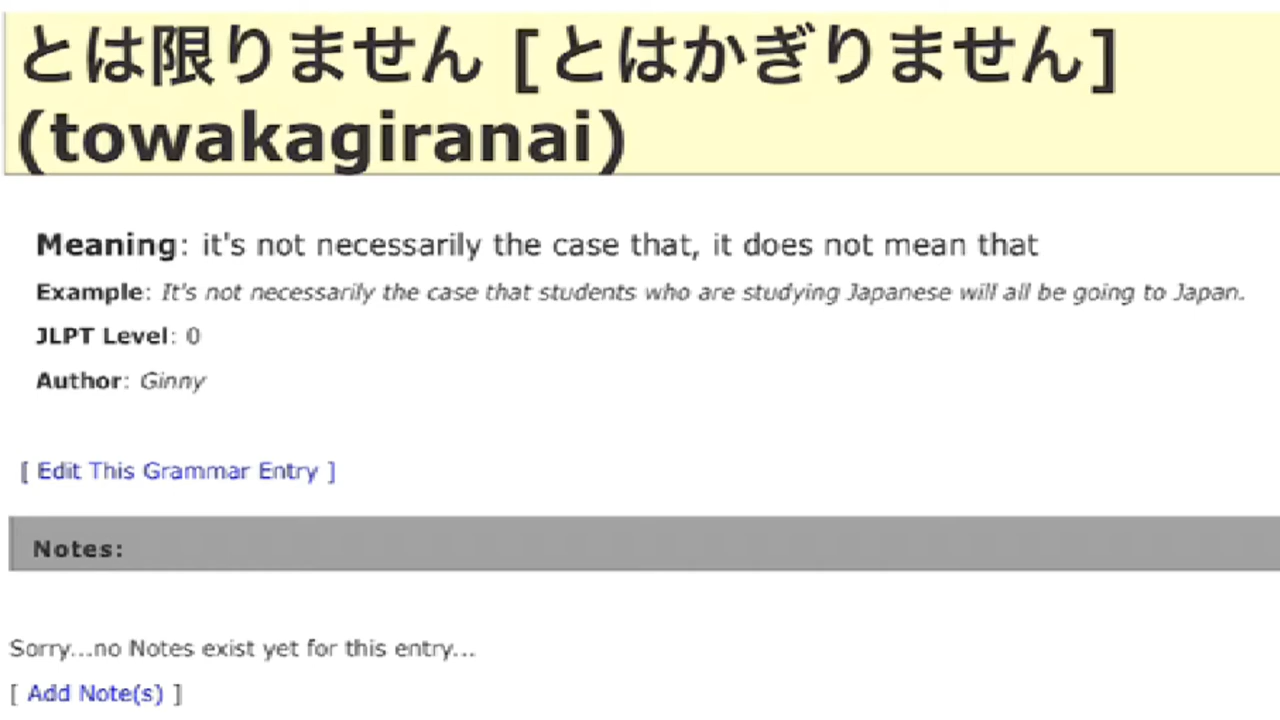 とは限りません [とはかぎりません]
(towakagiranai)
Meaning: it's not necessarily the case that, it does not mean that
Example: It's not necessarily the case that students who are studying Japanese will all be going to Japan.
JLPT Level: 0
Author: Ginny
[ Edit This Grammar Entry ]
Notes:
Sorry...no Notes exist yet for this entry...
[ Add Note(s) ]